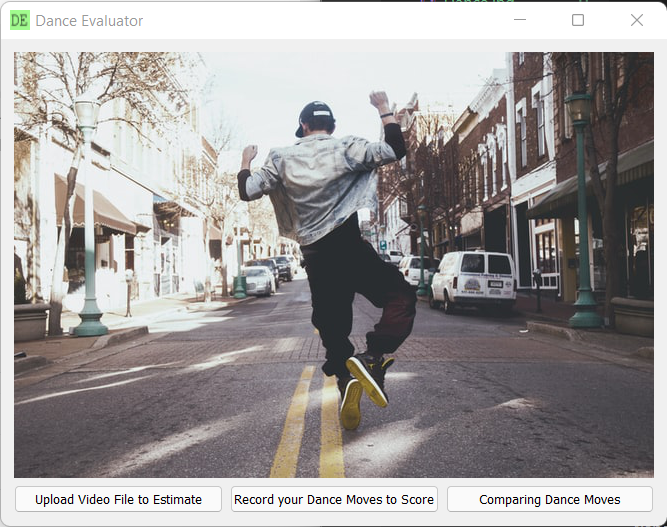 DE Dance Evaluator
Upload Video File to Estimate
Record your Dance Moves to Score
Comparing Dance Moves